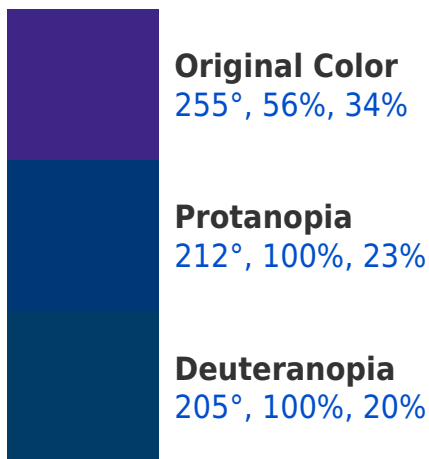 Original Color
255°, 56%, 34%
Protanopia
212°, 100%, 23%
Deuteranopia
205°, 100%, 20%